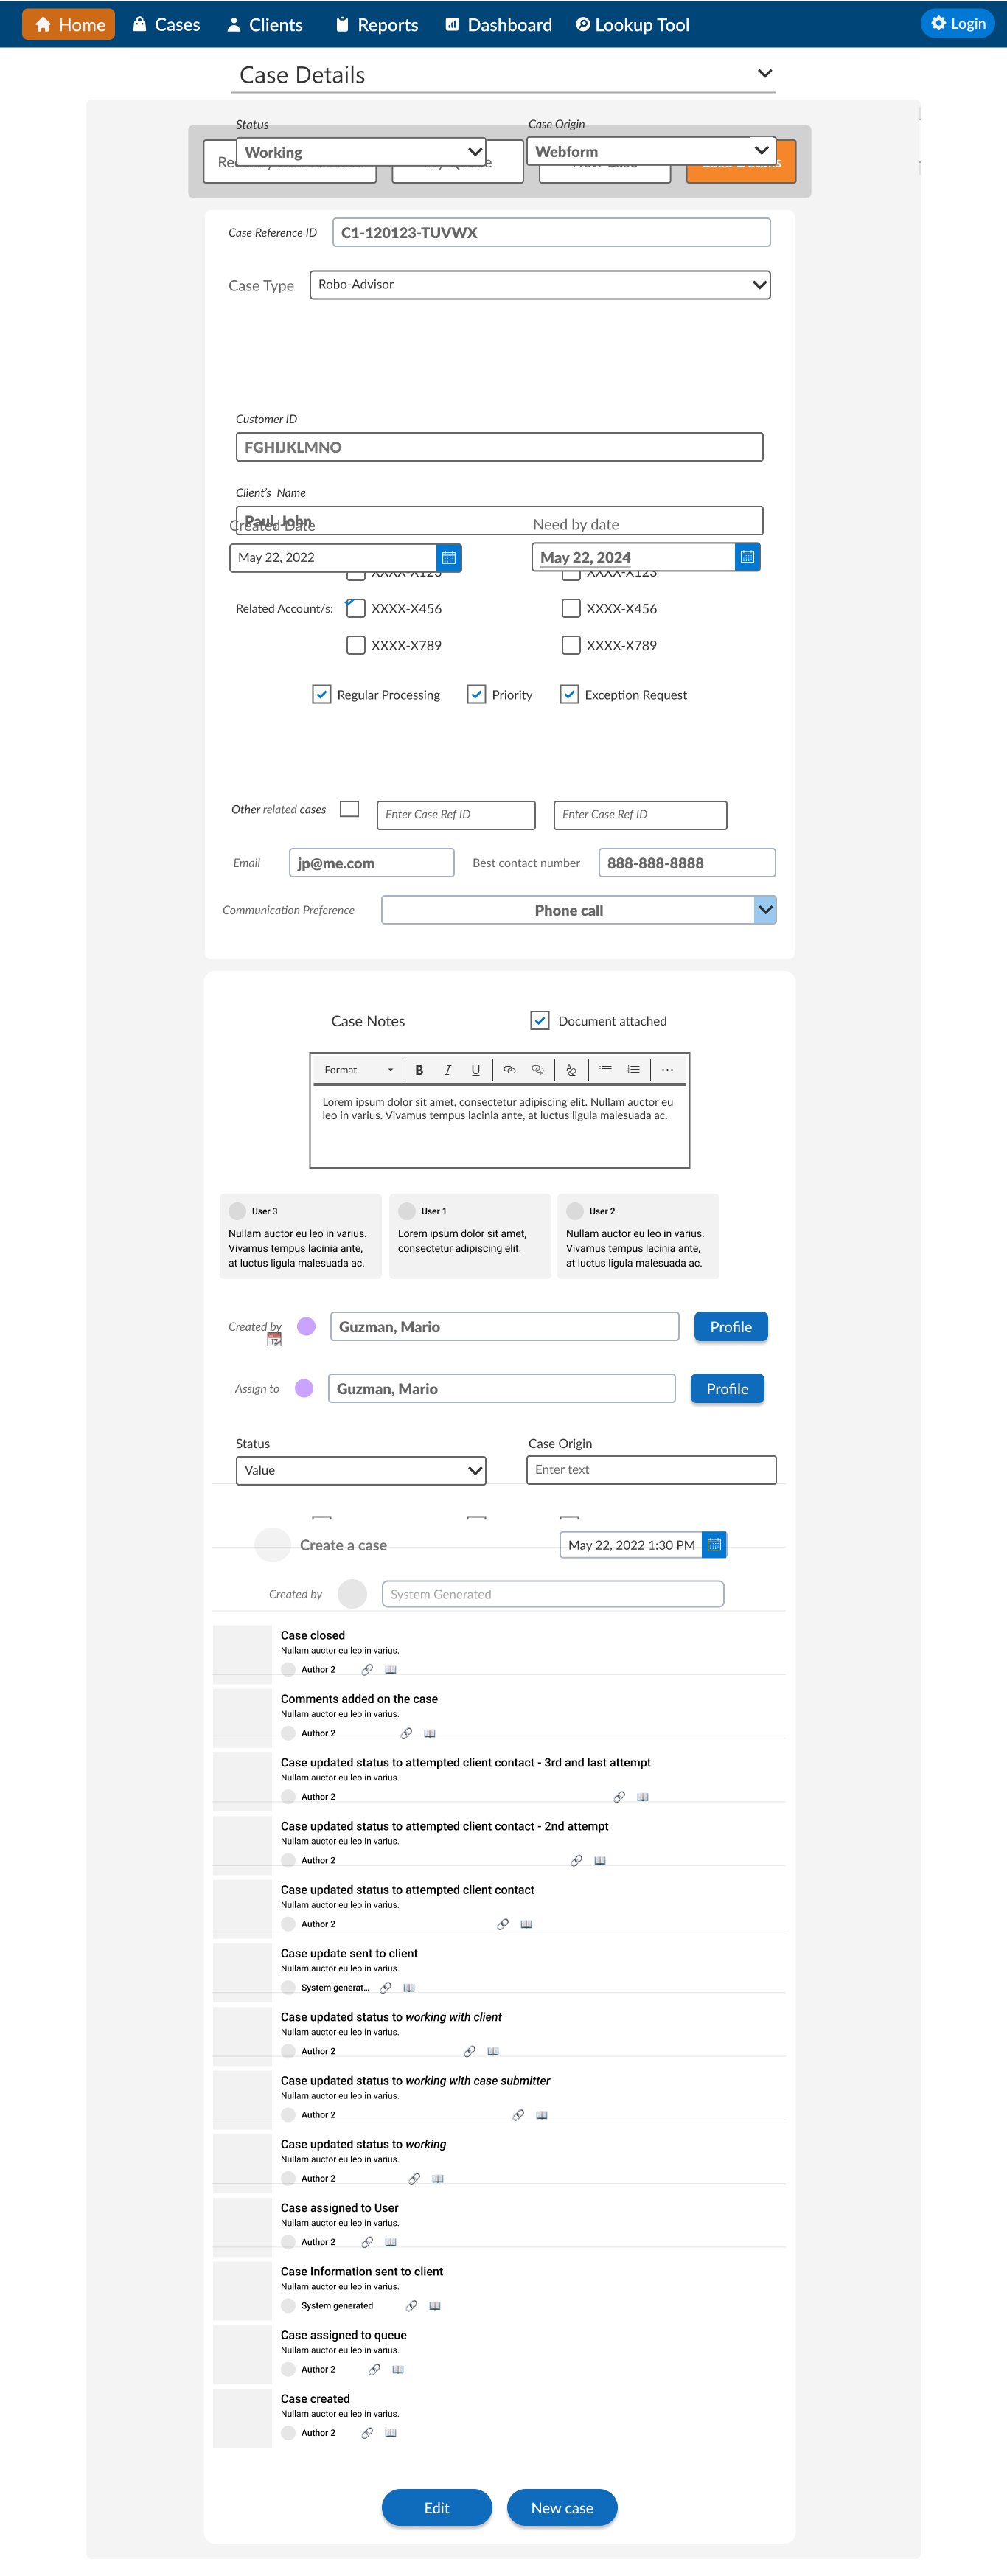 Home Cases Clients Reports Dashboard Lookup Tool Login
Case Details
Status Case Origin
Working Webform
Case Reference ID C1-120123-TUVWX
Case Type Robo-Advisor
Customer ID
FGHIJKLMNO
Client's Name
Paul, John
Created Date Need by date
May 22, 2022 May 22, 2024
XXXX-X123 XXXX-X123
Related Account/s: XXXX-X456 XXXX-X456
XXXX-X789 XXXX-X789
Regular Processing Priority Exception Request
Other related cases Enter Case Ref ID Enter Case Ref ID
Email jp@me.com Best contact number 888-888-8888
Communication Preference Phone call
Case Notes Document attached
Format B I U
Lorem ipsum dolor sit amet, consectetur adipiscing elit. Nullam auctor eu
leo in varius. Vivamus tempus lacinia ante, at luctus ligula malesuada ac.
User 3
Nullam auctor eu leo in varius.
Vivamus tempus lacinia ante,
at luctus ligula malesuada ac.
User 1
Lorem ipsum dolor sit amet,
consectetur adipiscing elit.
User 2
Nullam auctor eu leo in varius.
Vivamus tempus lacinia ante,
at luctus ligula malesuada ac.
Created by Guzman, Mario Profile
Assign to Guzman, Mario Profile
Status Case Origin
Value Enter text
Create a case May 22, 2022 1:30 PM
Created by System Generated
Case closed
Nullam auctor eu leo in varius.
Author 2
Comments added on the case
Nullam auctor eu leo in varius.
Author 2
Case updated status to attempted client contact - 3rd and last attempt
Nullam auctor eu leo in varius.
Author 2
Case updated status to attempted client contact - 2nd attempt
Nullam auctor eu leo in varius.
Author 2
Case updated status to attempted client contact
Nullam auctor eu leo in varius.
Author 2
Case update sent to client
Nullam auctor eu leo in varius.
System generat...
Case updated status to working with client
Nullam auctor eu leo in varius.
Author 2
Case updated status to working with case submitter
Nullam auctor eu leo in varius.
Author 2
Case updated status to working
Nullam auctor eu leo in varius.
Author 2
Case assigned to User
Nullam auctor eu leo in varius.
Author 2
Case Information sent to client
Nullam auctor eu leo in varius.
System generated
Case assigned to queue
Nullam auctor eu leo in varius.
Author 2
Case created
Nullam auctor eu leo in varius.
Author 2
Edit New case